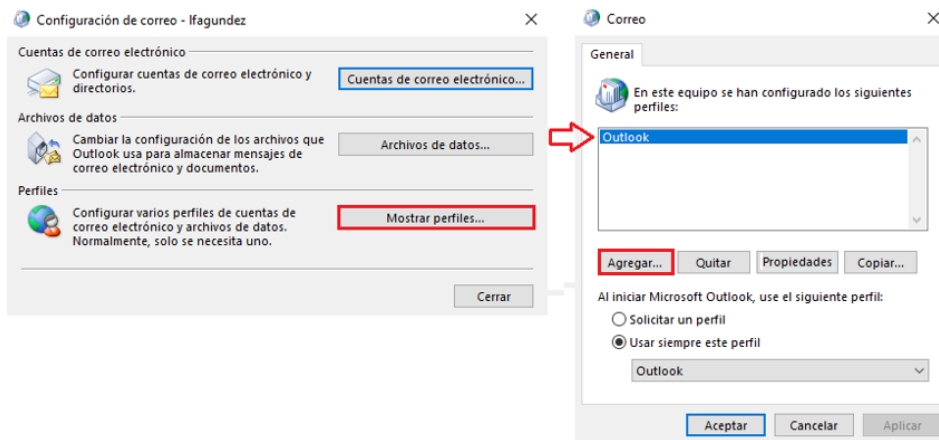 Configuración de correo - lfagundez
Cuentas de correo electrónico
Configurar cuentas de correo electrónico y
directorios.
Cuentas de correo electrónico...
Archivos de datos
Cambiar la configuración de los archivos que
Outlook usa para almacenar mensajes de
correo electrónico y documentos.
Archivos de datos...
Perfiles
Configurar varios perfiles de cuentas de
correo electrónico y archivos de datos.
Normalmente, solo se necesita uno.
Mostrar perfiles...
Cerrar
Correo
General
En este equipo se han configurado los siguientes
perfiles:
Outlook
Agregar...
Quitar
Propiedades
Copiar...
Al iniciar Microsoft Outlook, use el siguiente perfil:
Solicitar un perfil
Usar siempre este perfil
Outlook
Aceptar
Cancelar
Aplicar